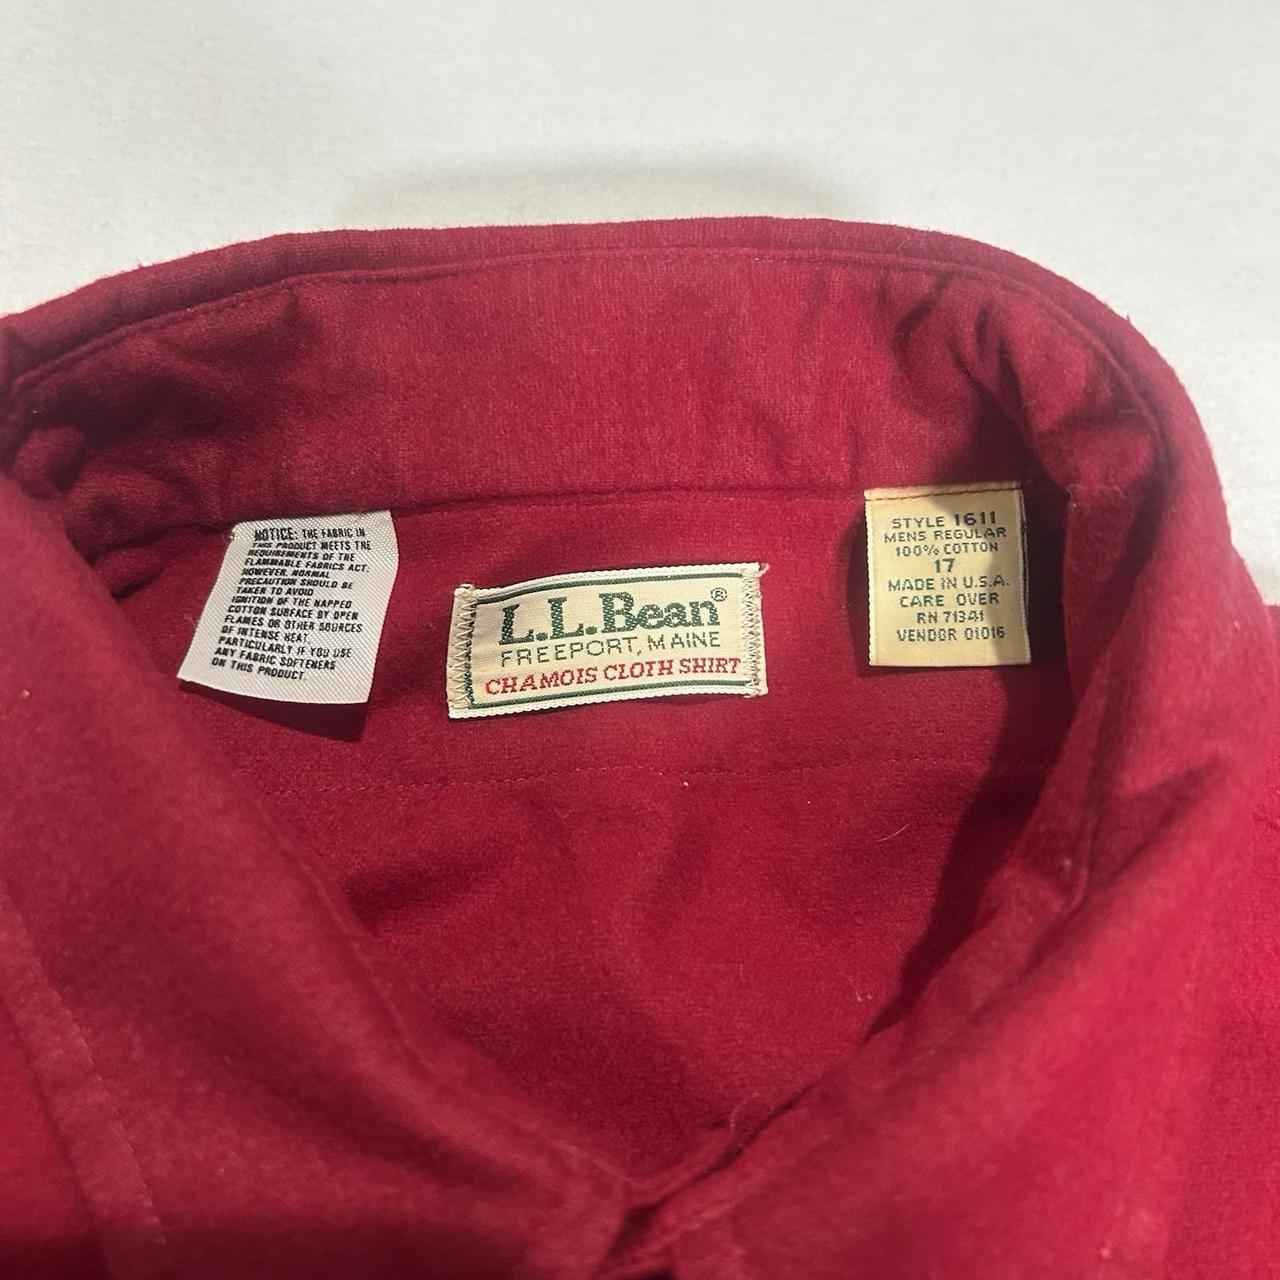 NOTICE: THE FABRIC IN
THIS PRODUCT MEETS THE
REQUIREMENTS OF THE
FLAMMABLE FABRICS ACT;
HOWEVER, NORMAL
PRECAUTION SHOULD BE
TAKEN TO AVOID
IGNITION OF THE NAPPED
COTTON SURFACE BY OPEN
FLAMES OR OTHER SOURCES
OF INTENSE HEAT,
PARTICULARLY IF YOU USE
ANY FABRIC SOFTENERS
ON THIS PRODUCT.
L.L.Bean®
FREEPORT, MAINE
CHAMOIS CLOTH SHIRT
STYLE 1611
MENS REGULAR
100% COTTON
17
MADE IN U.S.A.
CARE OVER
RN 71341
VENDOR 01016